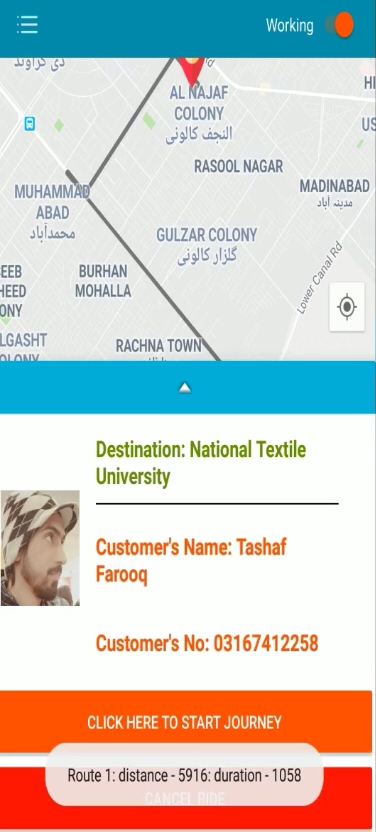 Working
دی گراونڈ
AL NAJAF
COLONY
النجف کالونی
HI
US
RASOOL NAGAR
MADINABAD
مدینہ آباد
MUHAMMAD
ABAD
محمدآباد
GULZAR COLONY
گلزار کالونی
Lower Canal Rd
EEB
HEED
ONY
BURHAN
MOHALLA
LGASHT
OLONY
RACHNA TOWN
Destination: National Textile
University
Customer's Name: Tashaf
Farooq
Customer's No: 03167412258
CLICK HERE TO START JOURNEY
Route 1: distance - 5916: duration - 1058
CANCEL RIDE